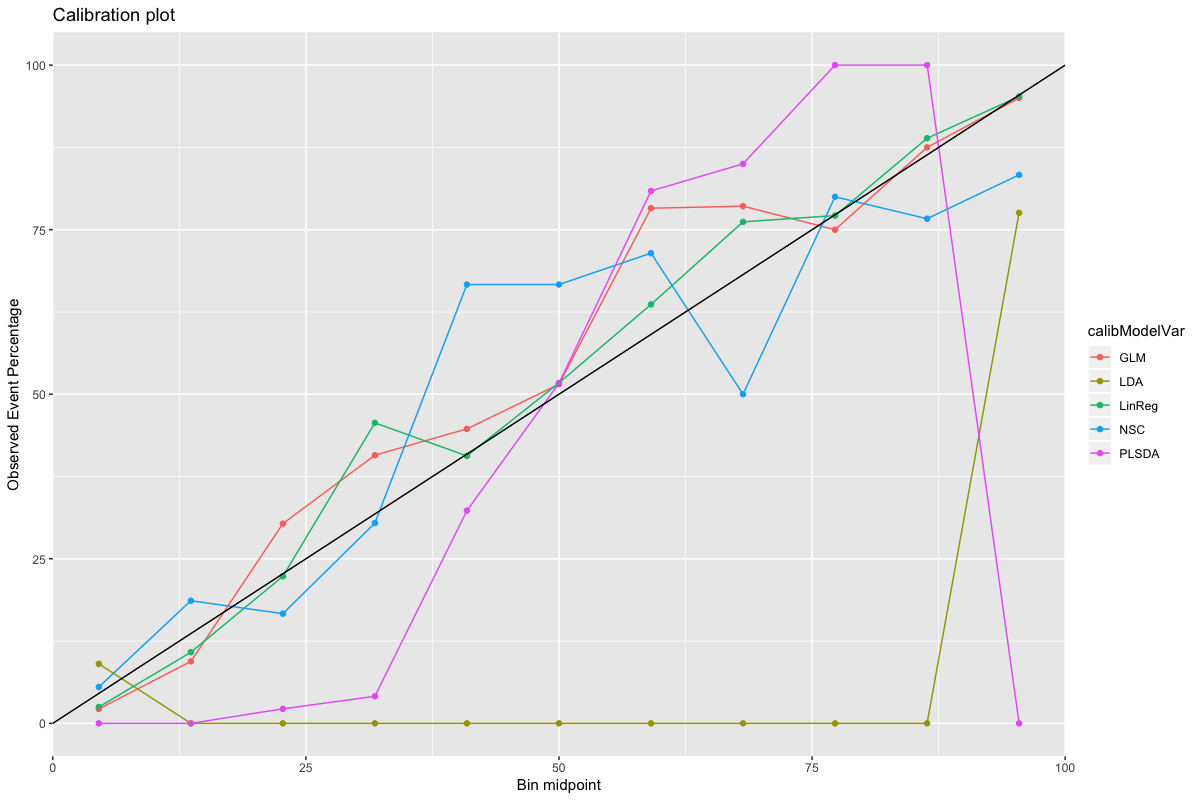 Calibration plot
Observed Event Percentage
100
75
50
25
0
0 25 50 75 100
Bin midpoint
calibModelVar
GLM
LDA
LinReg
NSC
PLSDA